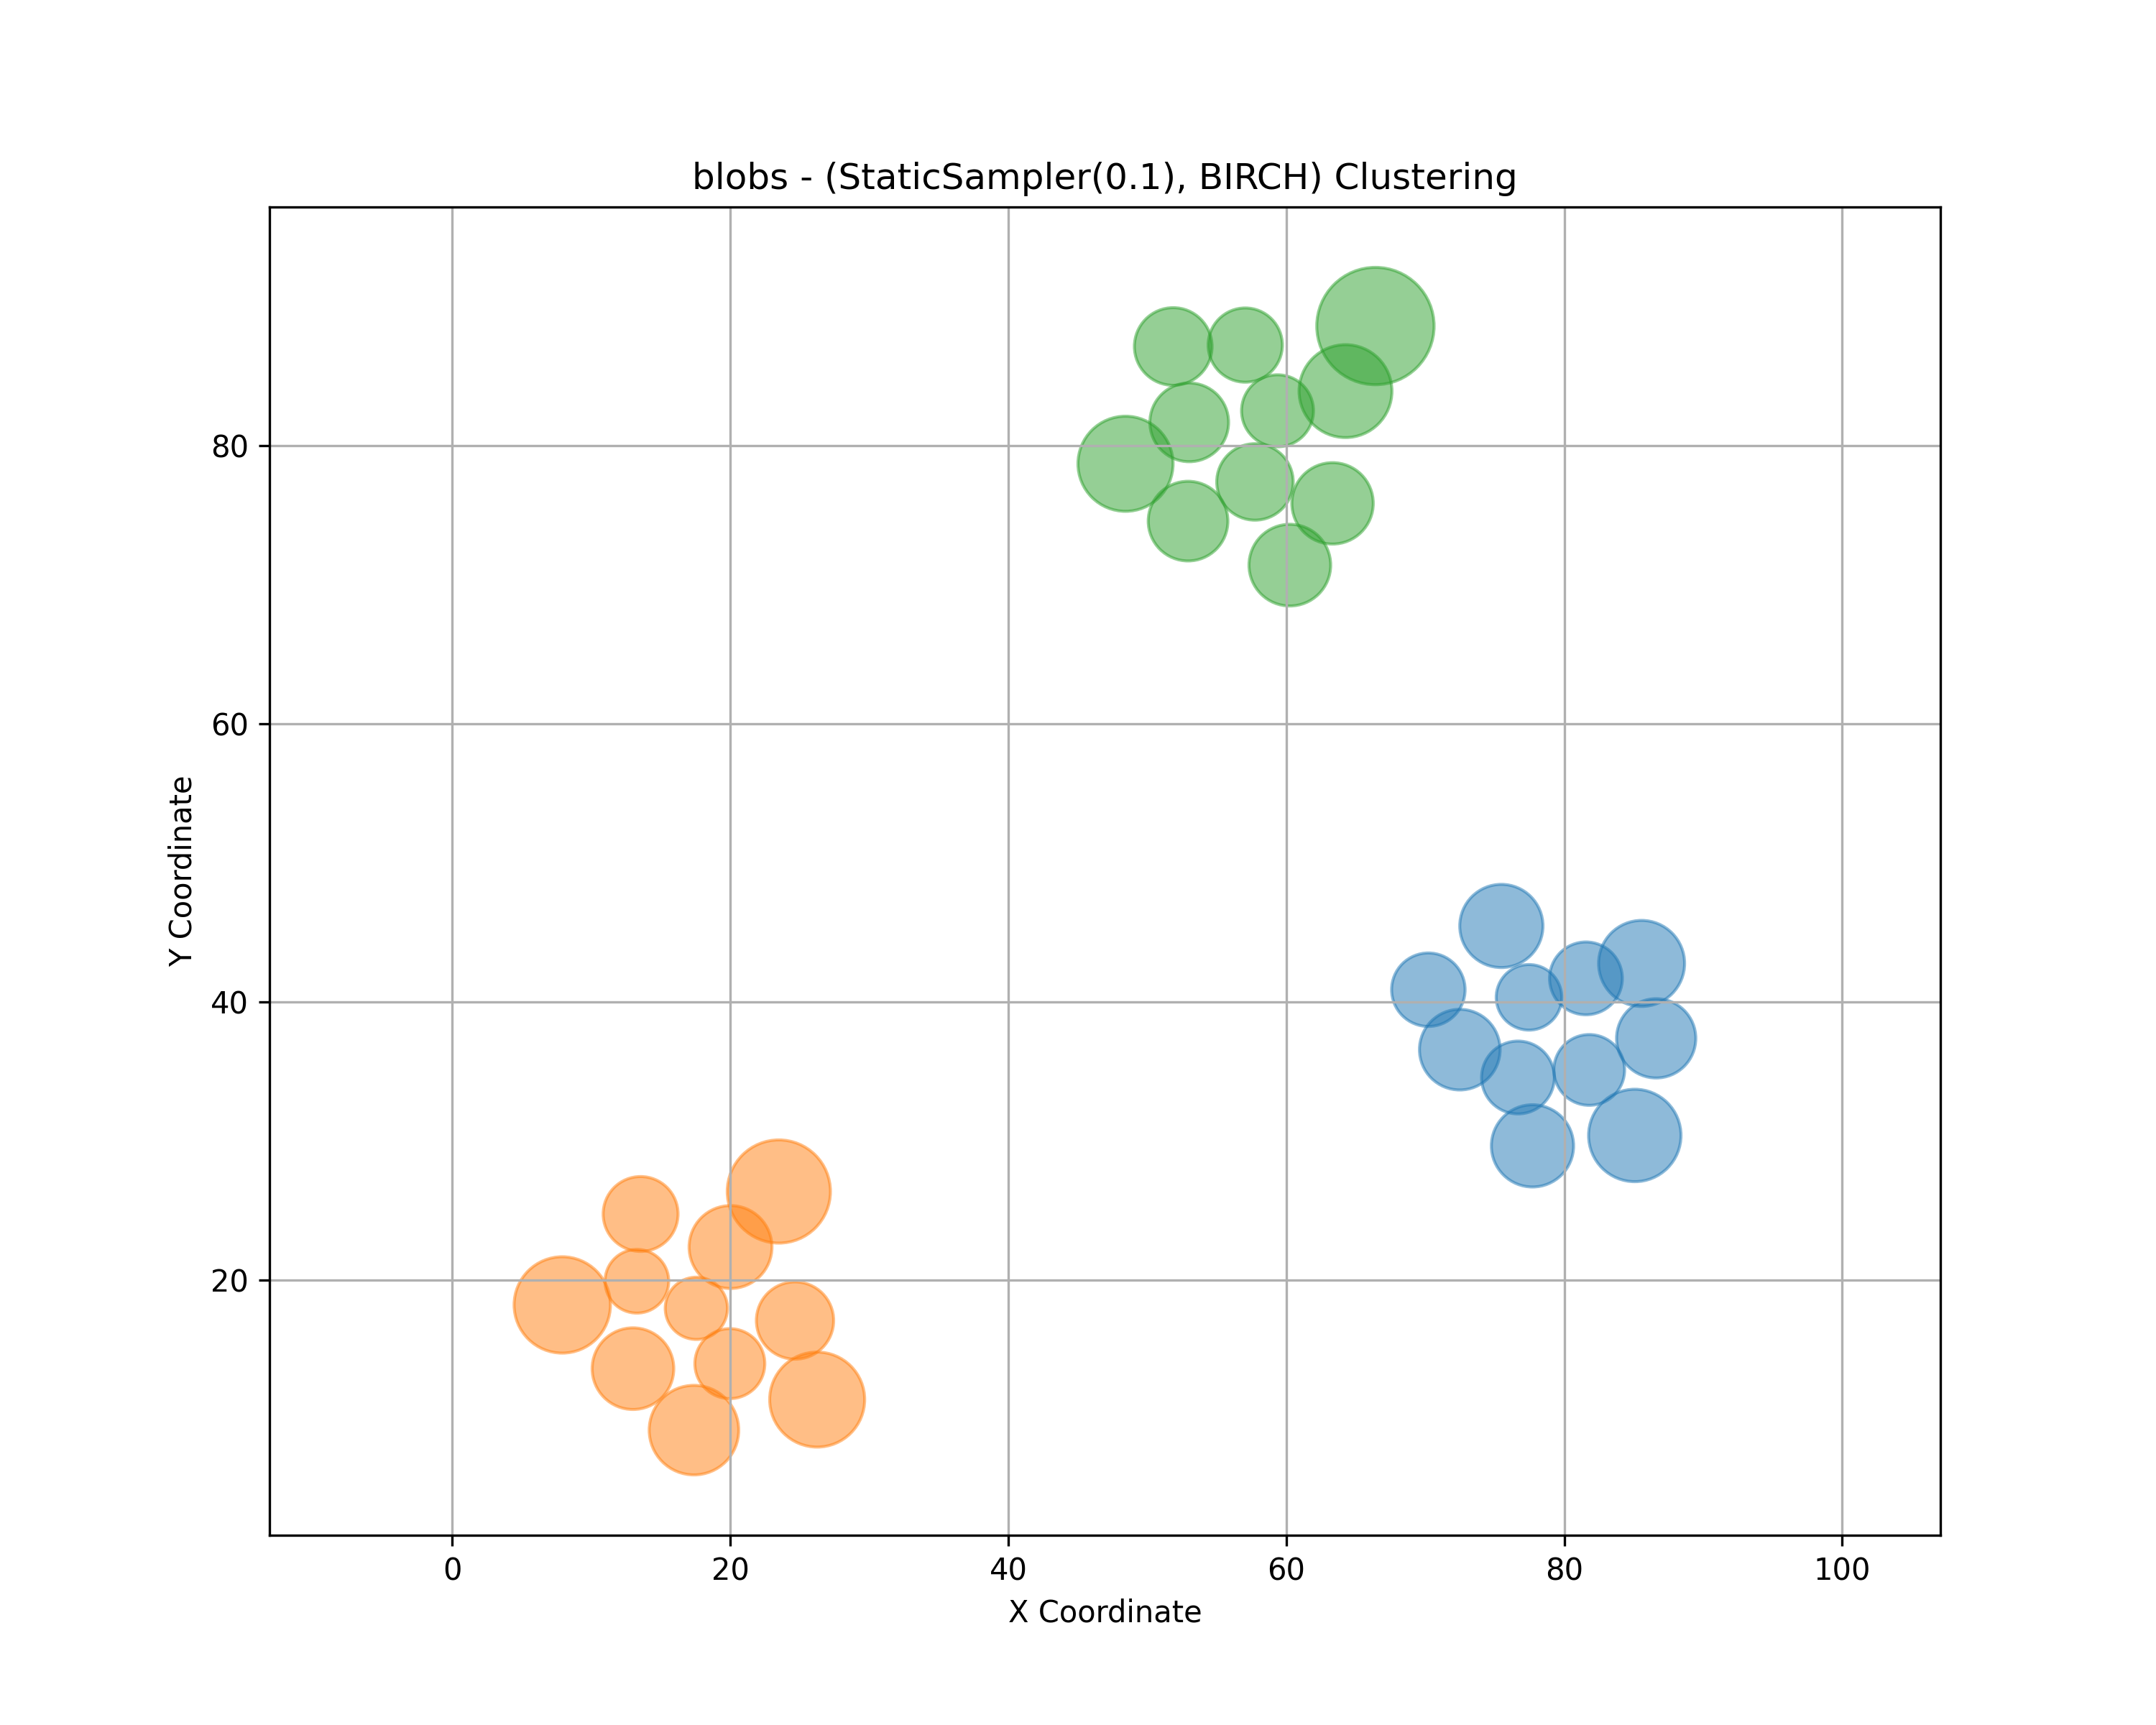 blobs - (StaticSampler(0.1), BIRCH) Clustering
80
60
40
20
Y Coordinate
0 20 40 60 80 100
X Coordinate